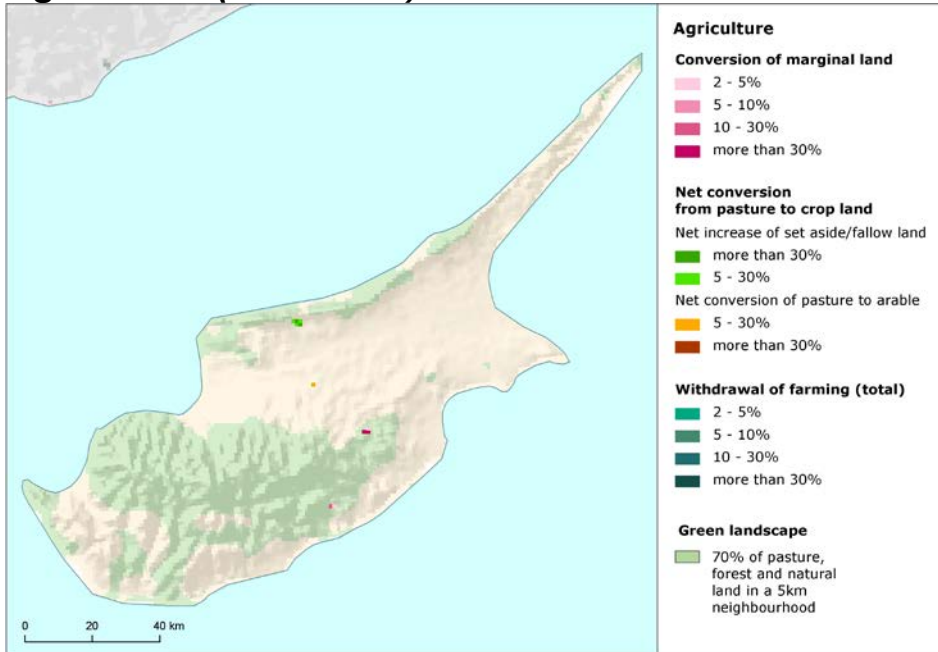 Agriculture
Conversion of marginal land
2 - 5%
5 - 10%
10 - 30%
more than 30%
Net conversion
from pasture to crop land
Net increase of set aside/fallow land
more than 30%
5 - 30%
Net conversion of pasture to arable
5 - 30%
more than 30%
Withdrawal of farming (total)
2 - 5%
5 - 10%
10 - 30%
more than 30%
Green landscape
70% of pasture,
forest and natural
land in a 5km
neighbourhood
0 20 40 km